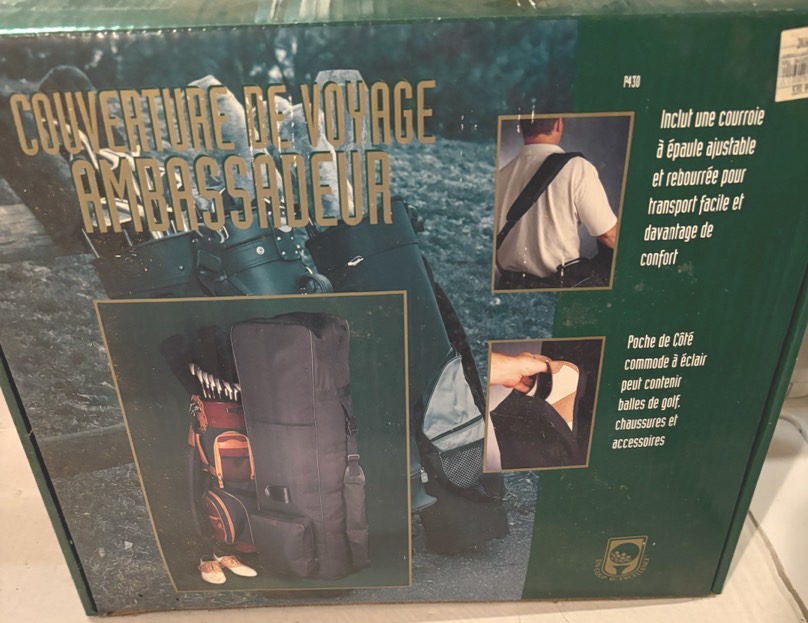 COUVERTURE DE VOYAGE
AMBASSADEUR
P430
Inclut une courroie
à épaule ajustable
et rebourrée pour
transport facile et
davantage de
confort
Poche de Côté
commode à éclair
peut contenir
balles de golf,
chaussures et
accessoires